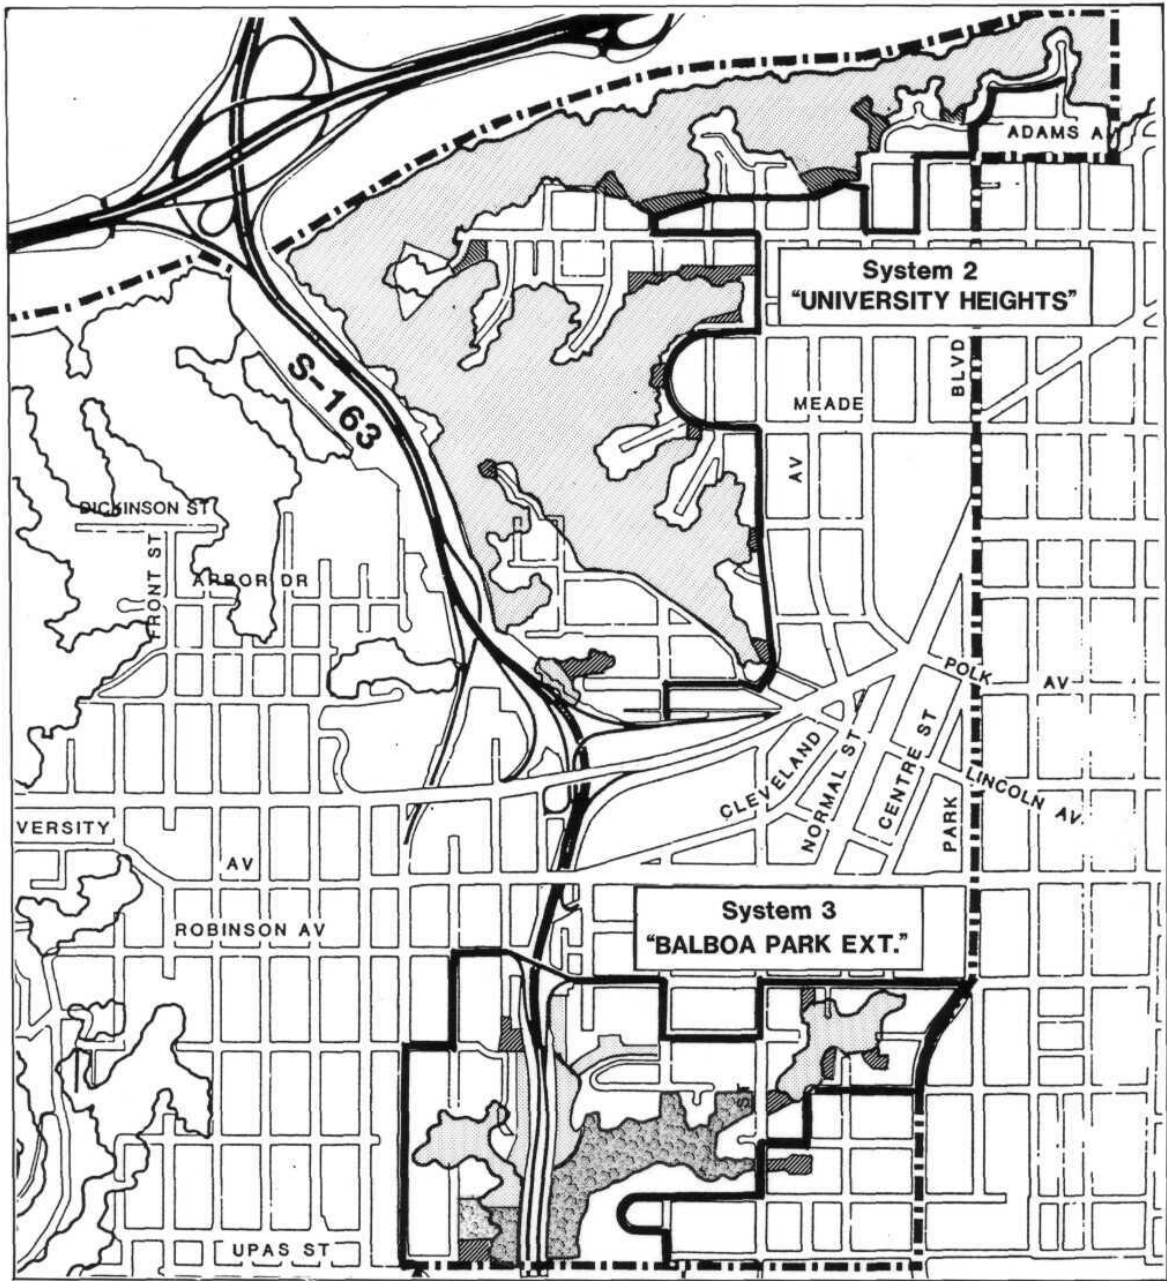 ADAMS A
System 2
"UNIVERSITY HEIGHTS"
S-163
BLVD
MEADE
AV
DICKINSON ST
FRONT ST
ARBOR DR
POLK
AV
CLEVELAND
NORMAL ST
CENTRE ST
LINCOLN AV.
PARK
VERSITY
AV
ROBINSON AV
System 3
"BALBOA PARK EXT."
ST
UPAS ST